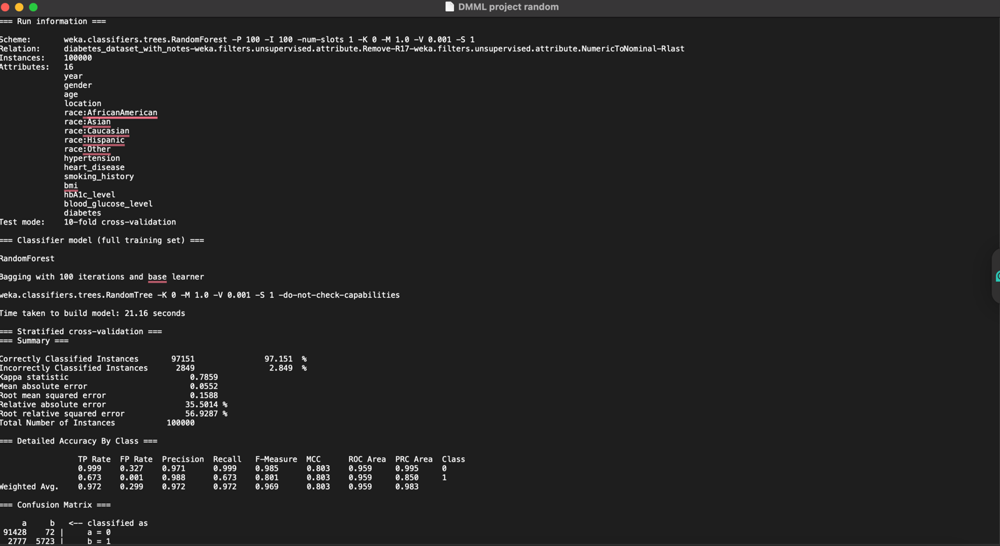 DMML project random
=== Run information ===
Scheme: weka.classifiers.trees.RandomForest -P 100 -I 100 -num-slots 1 -K 0 -M 1.0 -V 0.001 -S 1
Relation: diabetes_dataset_with_notes-weka.filters.unsupervised.attribute.Remove-R17-weka.filters.unsupervised.attribute.NumericToNominal-Rlast
Instances: 100000
Attributes: 16
year
gender
age
location
race:AfricanAmerican
race:Asian
race:Caucasian
race:Hispanic
race:Other
hypertension
heart_disease
smoking_history
bmi
hbA1c_level
blood_glucose_level
diabetes
Test mode: 10-fold cross-validation
=== Classifier model (full training set) ===
RandomForest
Bagging with 100 iterations and base learner
weka.classifiers.trees.RandomTree -K 0 -M 1.0 -V 0.001 -S 1 -do-not-check-capabilities
Time taken to build model: 21.16 seconds
=== Stratified cross-validation ===
=== Summary ===
Correctly Classified Instances 97151 97.151 %
Incorrectly Classified Instances 2849 2.849 %
Kappa statistic 0.7859
Mean absolute error 0.0552
Root mean squared error 0.1588
Relative absolute error 35.5014 %
Root relative squared error 56.9287 %
Total Number of Instances 100000
=== Detailed Accuracy By Class ===
TP Rate FP Rate Precision Recall F-Measure MCC ROC Area PRC Area Class
0.999 0.327 0.971 0.999 0.985 0.803 0.959 0.995 0
0.673 0.001 0.988 0.673 0.801 0.803 0.959 0.850 1
Weighted Avg. 0.972 0.299 0.972 0.972 0.969 0.803 0.959 0.983
=== Confusion Matrix ===
a b <-- classified as
91428 72 | a = 0
2777 5723 | b = 1